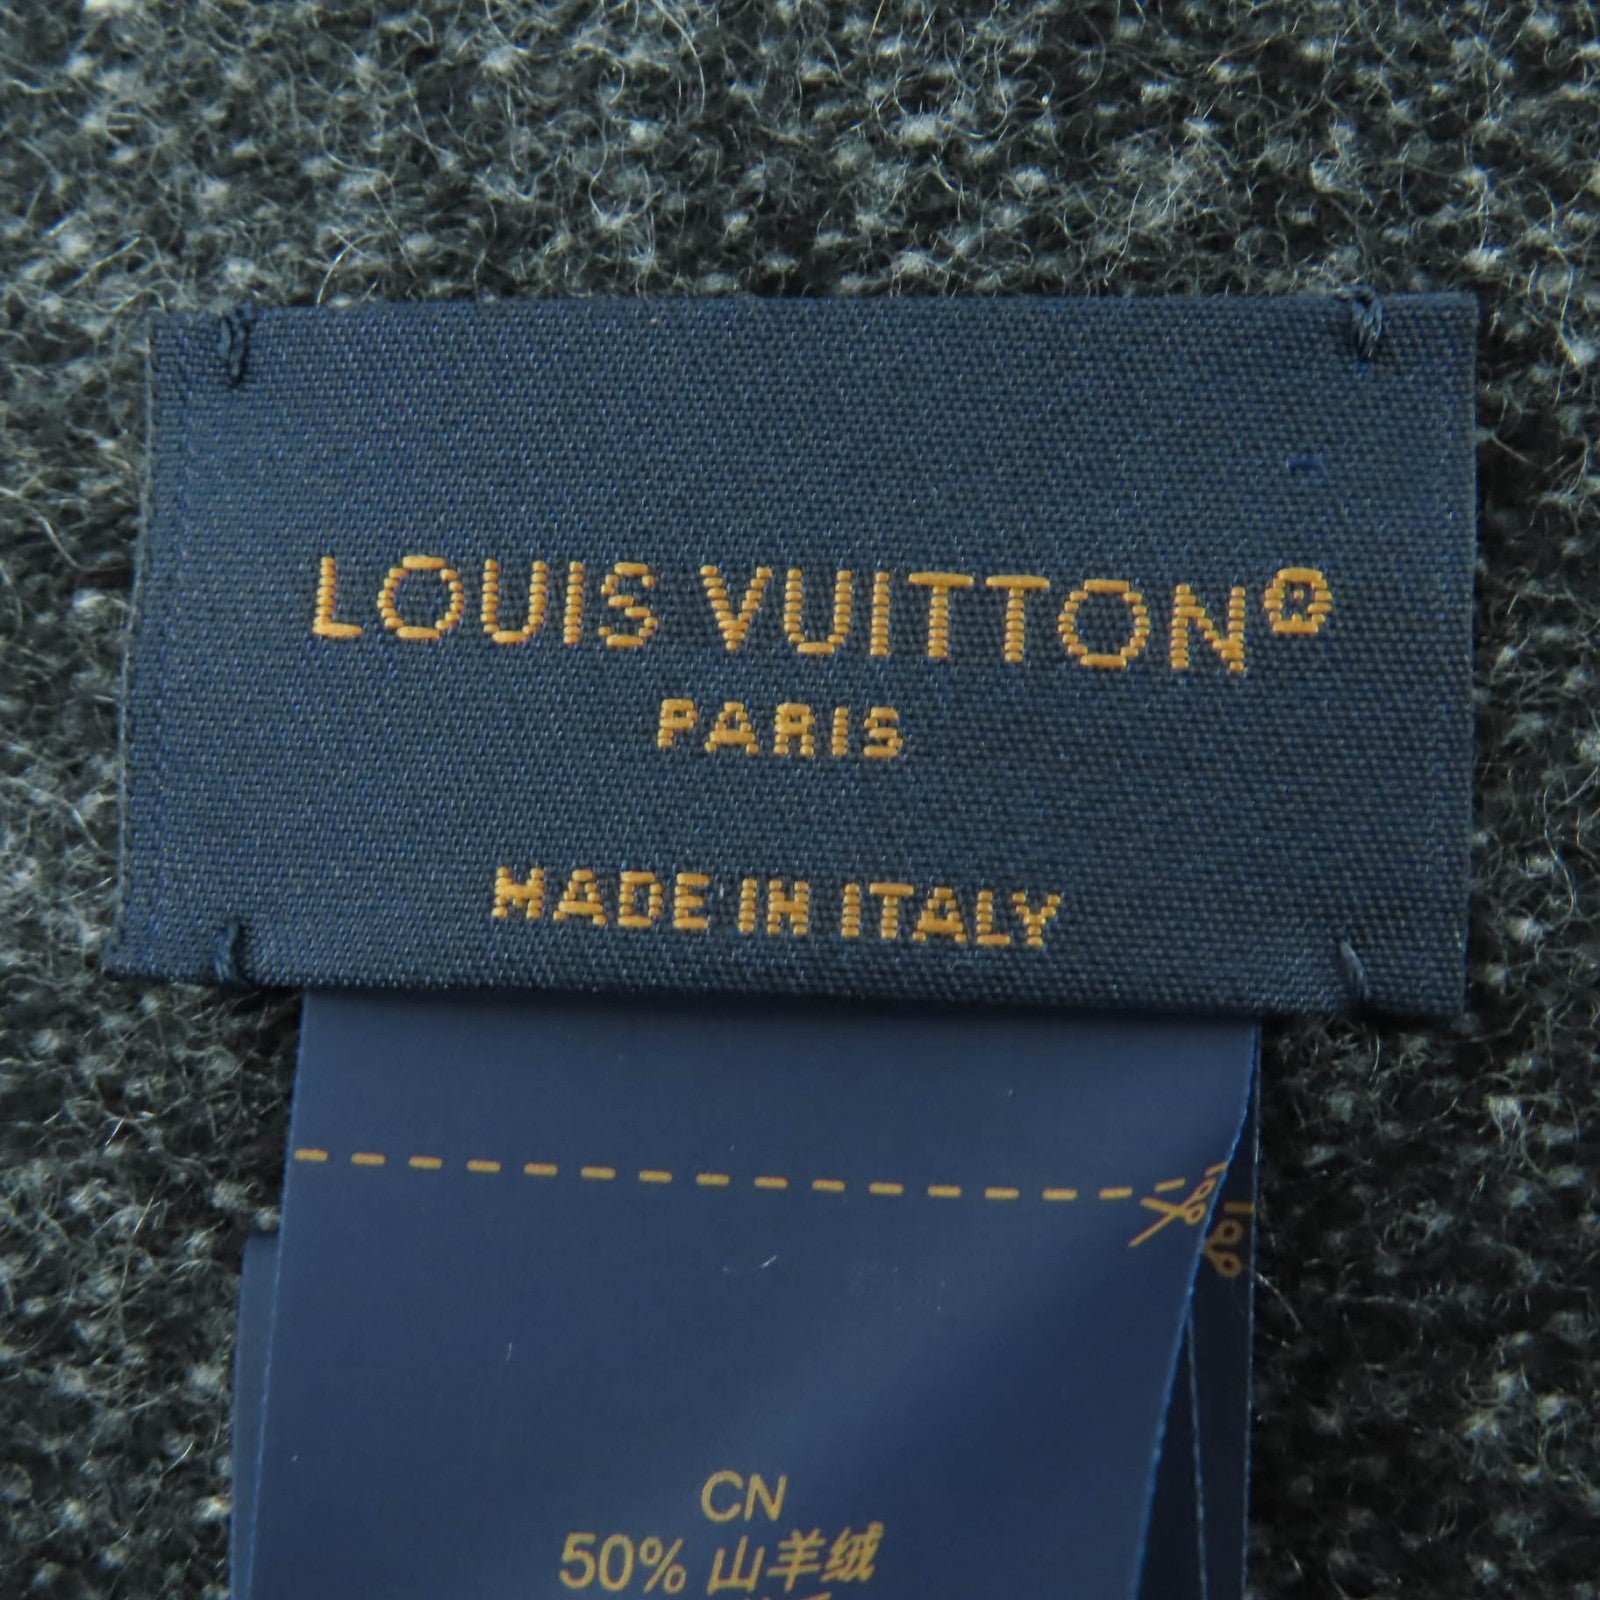 LOUIS VUITTON®
PARIS
MADE IN ITALY
CN
50% 山羊绒